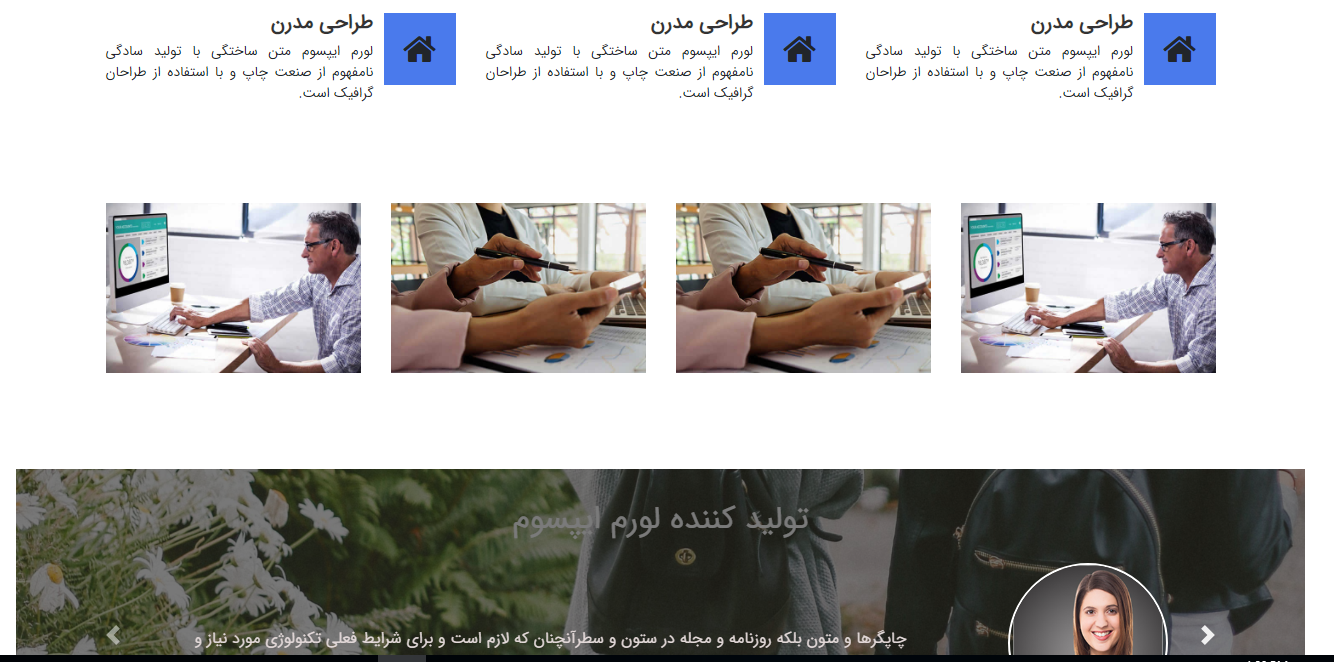 طراحی مدرن
لورم ایپسوم متن ساختگی با تولید سادگی
نامفهوم از صنعت چاپ و با استفاده از طراحان
گرافیک است.
طراحی مدرن
لورم ایپسوم متن ساختگی با تولید سادگی
نامفهوم از صنعت چاپ و با استفاده از طراحان
گرافیک است.
طراحی مدرن
لورم ایپسوم متن ساختگی با تولید سادگی
نامفهوم از صنعت چاپ و با استفاده از طراحان
گرافیک است.
تولید کننده لورم ایپسوم
چاپگرها و متون بلکه روزنامه و مجله در ستون و سطرآنچنان که لازم است و برای شرایط فعلی تکنولوژی مورد نیاز و